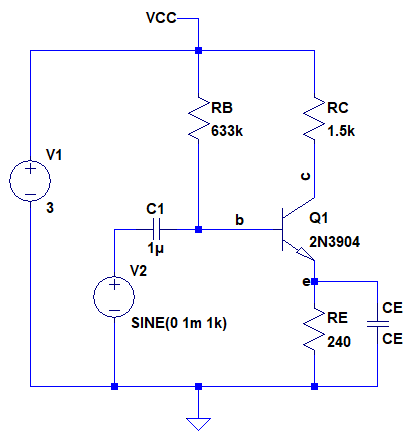 VCC
RB
633k
RC
1.5k
V1
3
C1
1µ
b
c
Q1
2N3904
V2
SINE(0 1m 1k)
e
RE
240
CE
CE